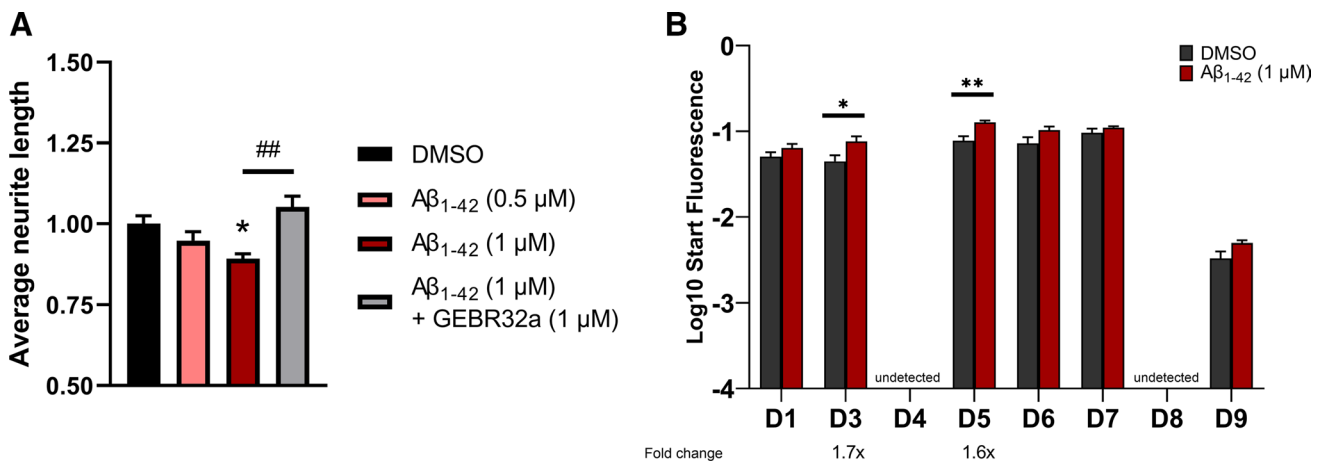 A
Average neurite length
1.50
1.25
1.00
0.75
0.50
*
##
DMSO
Aβ1-42 (0.5 µM)
Aβ1-42 (1 µM)
Aβ1-42 (1 µM)
+ GEBR32a (1 µM)
B
Log10 Start Fluorescence
0
-1
-2
-3
-4
*
**
DMSO
Aβ1-42 (1 µM)
undetected
undetected
D1 D3 D4 D5 D6 D7 D8 D9
Fold change 1.7x 1.6x